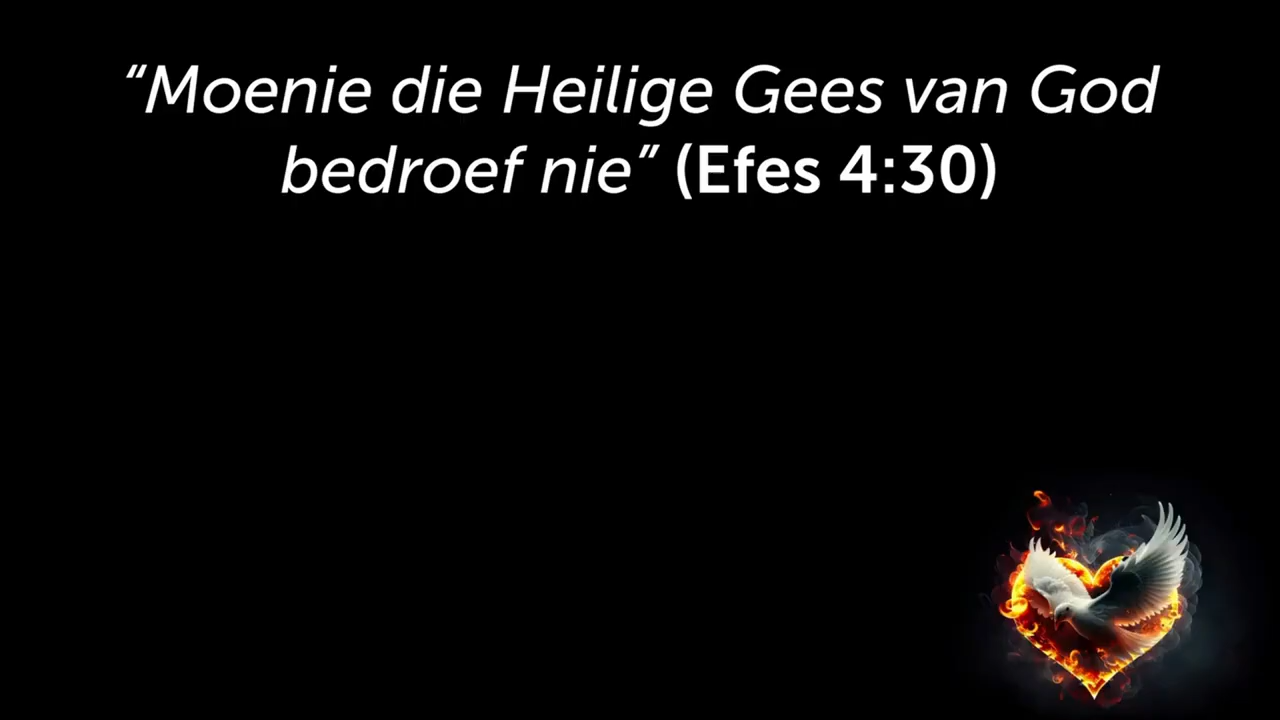 “Moenie die Heilige Gees van God
bedroef nie” (Efes 4:30)